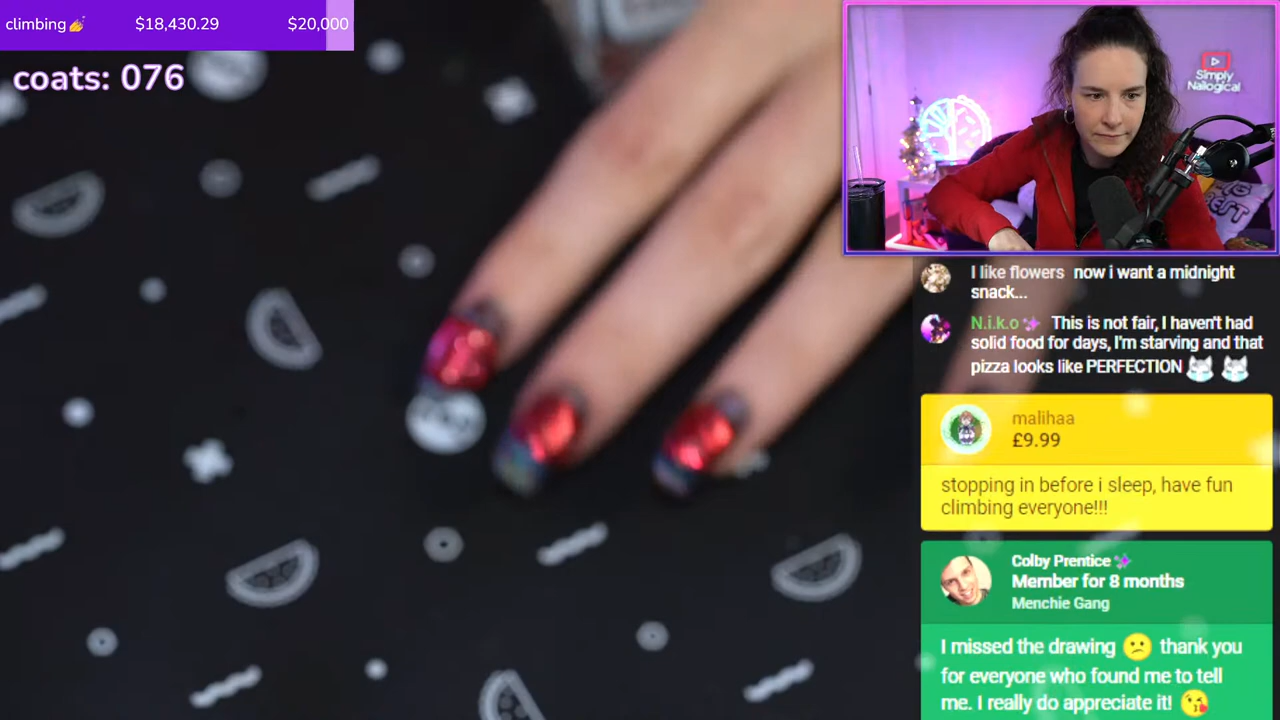 climbing💅 $18,430.29 $20,000
coats: 076
Simply
Nailogical
I like flowers now i want a midnight
snack...
N.i.k.o This is not fair, I haven't had
solid food for days, I'm starving and that
pizza looks like PERFECTION
malihaa
£9.99
stopping in before i sleep, have fun
climbing everyone!!!
Colby Prentice
Member for 8 months
Menchie Gang
I missed the drawing 😕 thank you
for everyone who found me to tell
me. I really do appreciate it! 😘